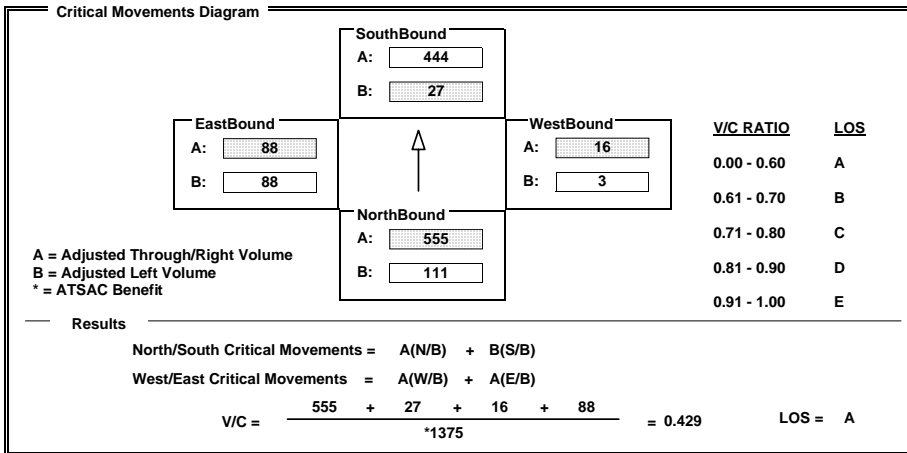 Critical Movements Diagram
SouthBound
A: 444
B: 27
EastBound
A: 88
B: 88
WestBound
A: 16
B: 3
NorthBound
A: 555
B: 111
V/C RATIO LOS
0.00 - 0.60 A
0.61 - 0.70 B
0.71 - 0.80 C
0.81 - 0.90 D
0.91 - 1.00 E
A = Adjusted Through/Right Volume
B = Adjusted Left Volume
* = ATSAC Benefit
Results
North/South Critical Movements = A(N/B) + B(S/B)
West/East Critical Movements = A(W/B) + A(E/B)
V/C = 555 + 27 + 16 + 88 = 0.429 LOS = A
*1375